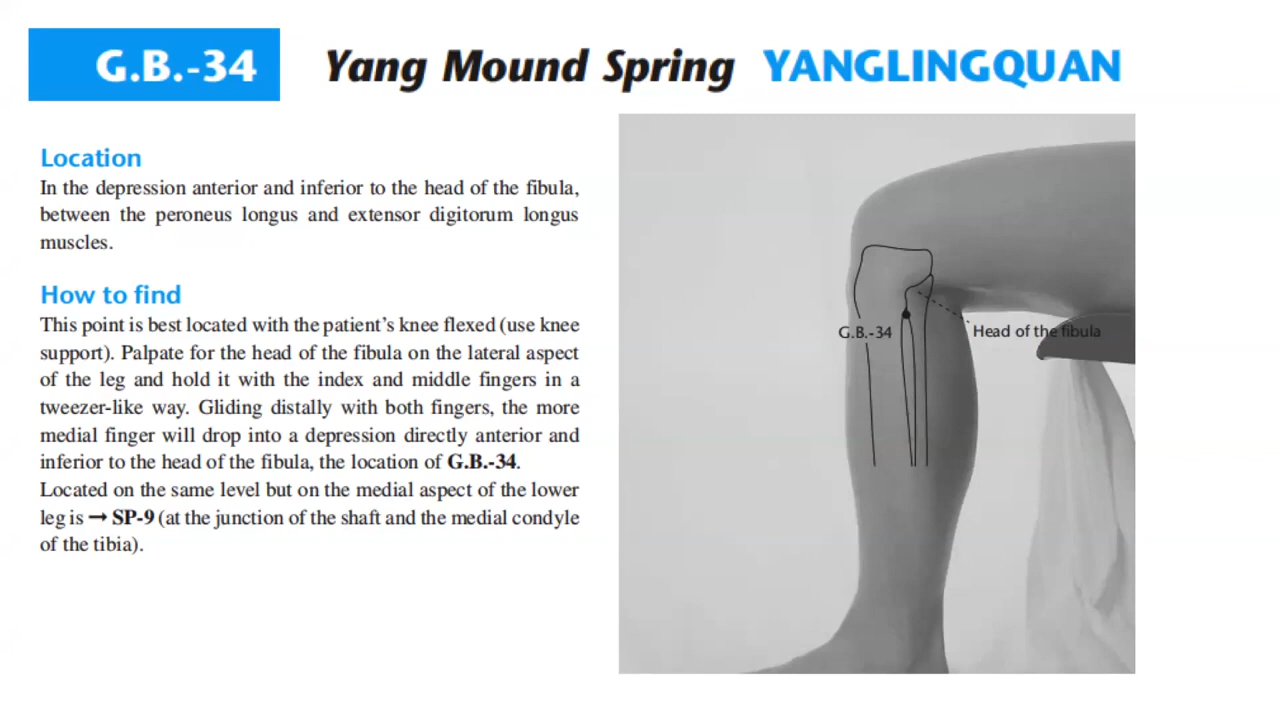 G.B.-34 Yang Mound Spring YANGLINGQUAN
Location
In the depression anterior and inferior to the head of the fibula,
between the peroneus longus and extensor digitorum longus
muscles.
How to find
This point is best located with the patient's knee flexed (use knee
support). Palpate for the head of the fibula on the lateral aspect
of the leg and hold it with the index and middle fingers in a
tweezer-like way. Gliding distally with both fingers, the more
medial finger will drop into a depression directly anterior and
inferior to the head of the fibula, the location of G.B.-34.
Located on the same level but on the medial aspect of the lower
leg is → SP-9 (at the junction of the shaft and the medial condyle
of the tibia).
G.B.-34
Head of the fibula